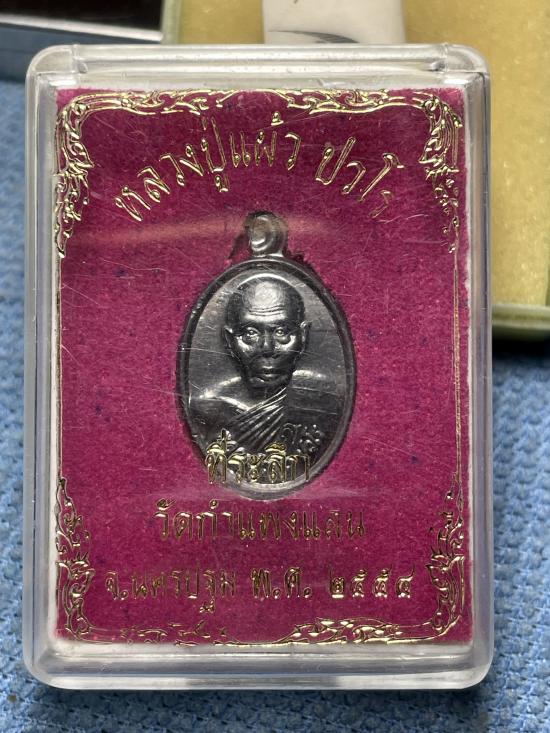 หลวงปู่แผ้ว ปวโร
ที่ระลึก
วัดกำแพงแสน
จ.นครปฐม พ.ศ. ๒๕๕๔